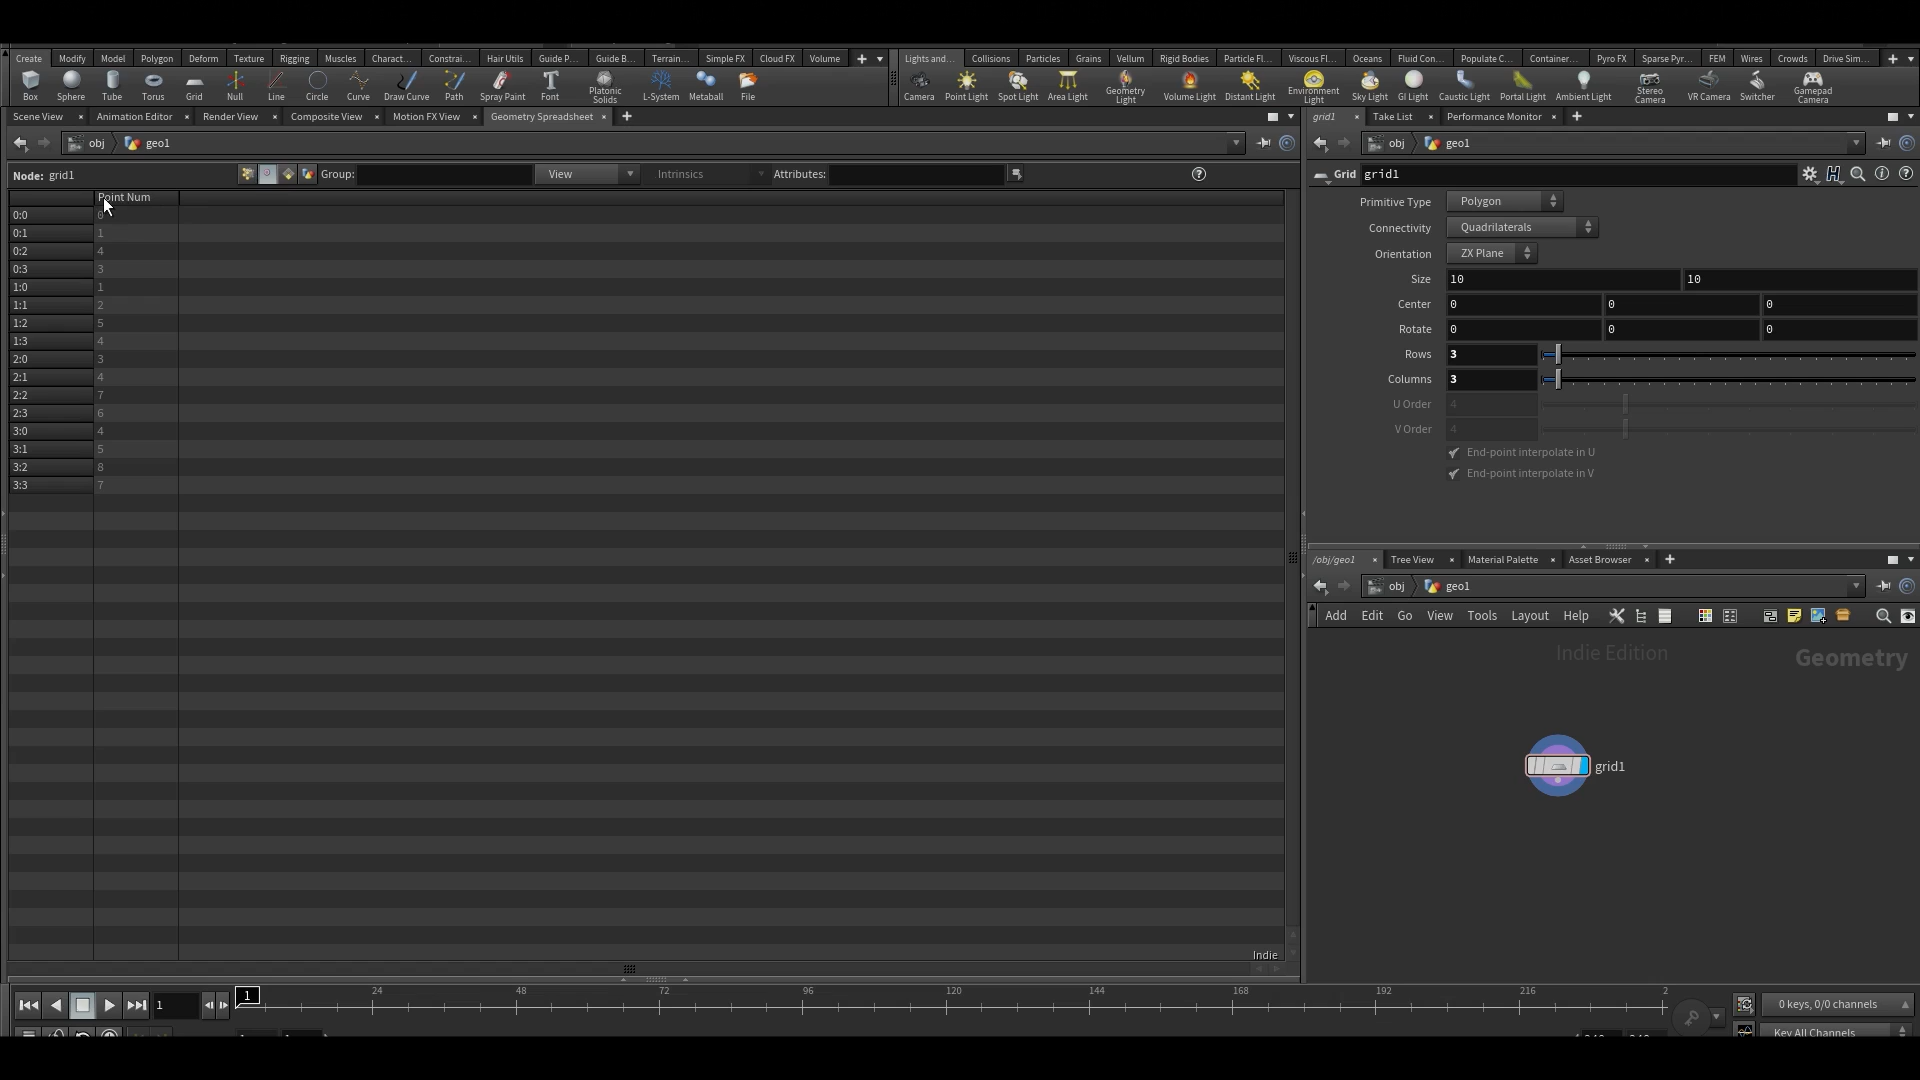 Create Modify Model Polygon Deform Texture Rigging Muscles Charact... Constrai... Hair Utils Guide P... Guide B... Terrain... Simple FX Cloud FX Volume
Lights and... Collisions Particles Grains Vellum Rigid Bodies Particle Fl... Viscous Fl... Oceans Fluid Con... Populate C... Container... Pyro FX Sparse Pyr... FEM Wires Crowds Drive Sim...
Box Sphere Tube Torus Grid Null Line Circle Curve Draw Curve Path Spray Paint Font Platonic Solids L-System Metaball File
Camera Point Light Spot Light Area Light Geometry Light Volume Light Distant Light Environment Light Sky Light GI Light Caustic Light Portal Light Ambient Light Stereo Camera VR Camera Switcher Gamepad Camera
Scene View Animation Editor Render View Composite View Motion FX View Geometry Spreadsheet
grid1 Take List Performance Monitor
obj geo1
obj geo1
Node: grid1 Group: View Intrinsics Attributes:
Grid grid1
Point Num
0:0 0
0:1 1
0:2 4
0:3 3
1:0 1
1:1 2
1:2 5
1:3 4
2:0 3
2:1 4
2:2 7
2:3 6
3:0 4
3:1 5
3:2 8
3:3 7
Indie
Primitive Type Polygon
Connectivity Quadrilaterals
Orientation ZX Plane
Size 10 10
Center 0 0 0
Rotate 0 0 0
Rows 3
Columns 3
U Order 4
V Order 4
End-point interpolate in U
End-point interpolate in V
/obj/geo1 Tree View Material Palette Asset Browser
obj geo1
Add Edit Go View Tools Layout Help
Indie Edition
Geometry
grid1
1 1 24 48 72 96 120 144 168 192 216 2
0 keys, 0/0 channels
Key All Channels